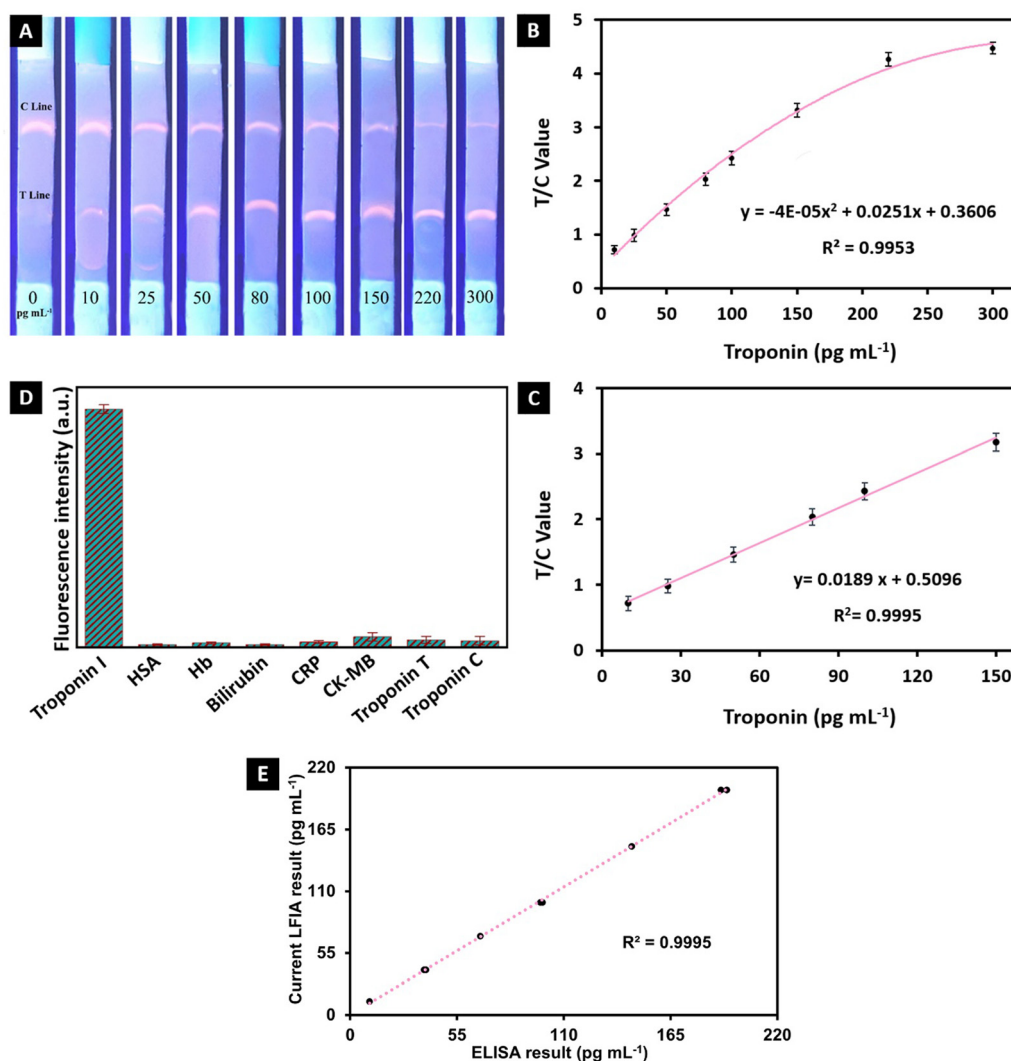 A
C Line
T Line
0
pg mL⁻¹
10
25
50
80
100
150
220
300
B
T/C Value
5
4
3
2
1
0
y = -4E-05x² + 0.0251x + 0.3606
R² = 0.9953
0 50 100 150 200 250 300
Troponin (pg mL⁻¹)
D
Fluorescence intensity (a.u.)
Troponin I
HSA
Hb
Bilirubin
CRP
CK-MB
Troponin T
Troponin C
C
T/C Value
4
3
2
1
0
y= 0.0189 x + 0.5096
R²= 0.9995
0 30 60 90 120 150
Troponin (pg mL⁻¹)
E
Current LFIA result (pg mL⁻¹)
220
165
110
55
0
R² = 0.9995
0 55 110 165 220
ELISA result (pg mL⁻¹)